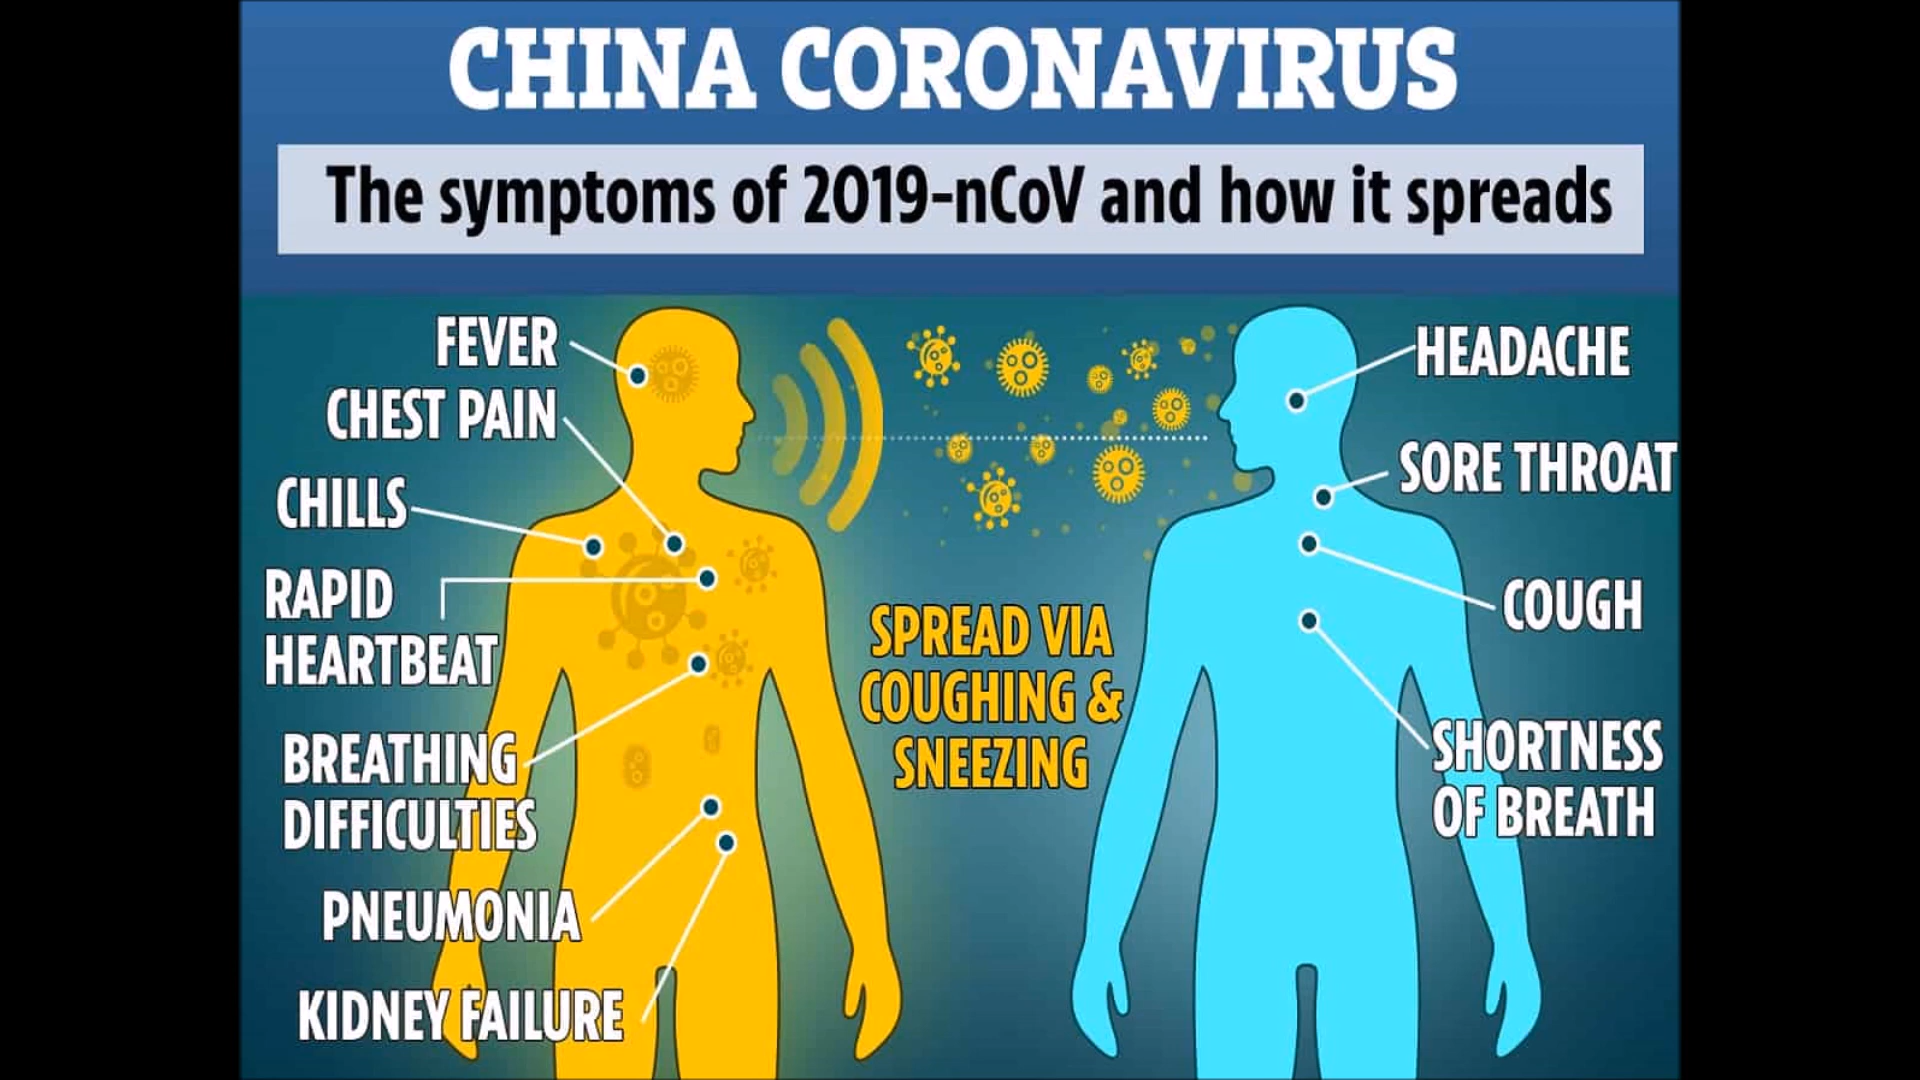 CHINA CORONAVIRUS
The symptoms of 2019-nCoV and how it spreads
FEVER
CHEST PAIN
CHILLS
RAPID
HEARTBEAT
BREATHING
DIFFICULTIES
PNEUMONIA
KIDNEY FAILURE
SPREAD VIA
COUGHING &
SNEEZING
HEADACHE
SORE THROAT
COUGH
SHORTNESS
OF BREATH